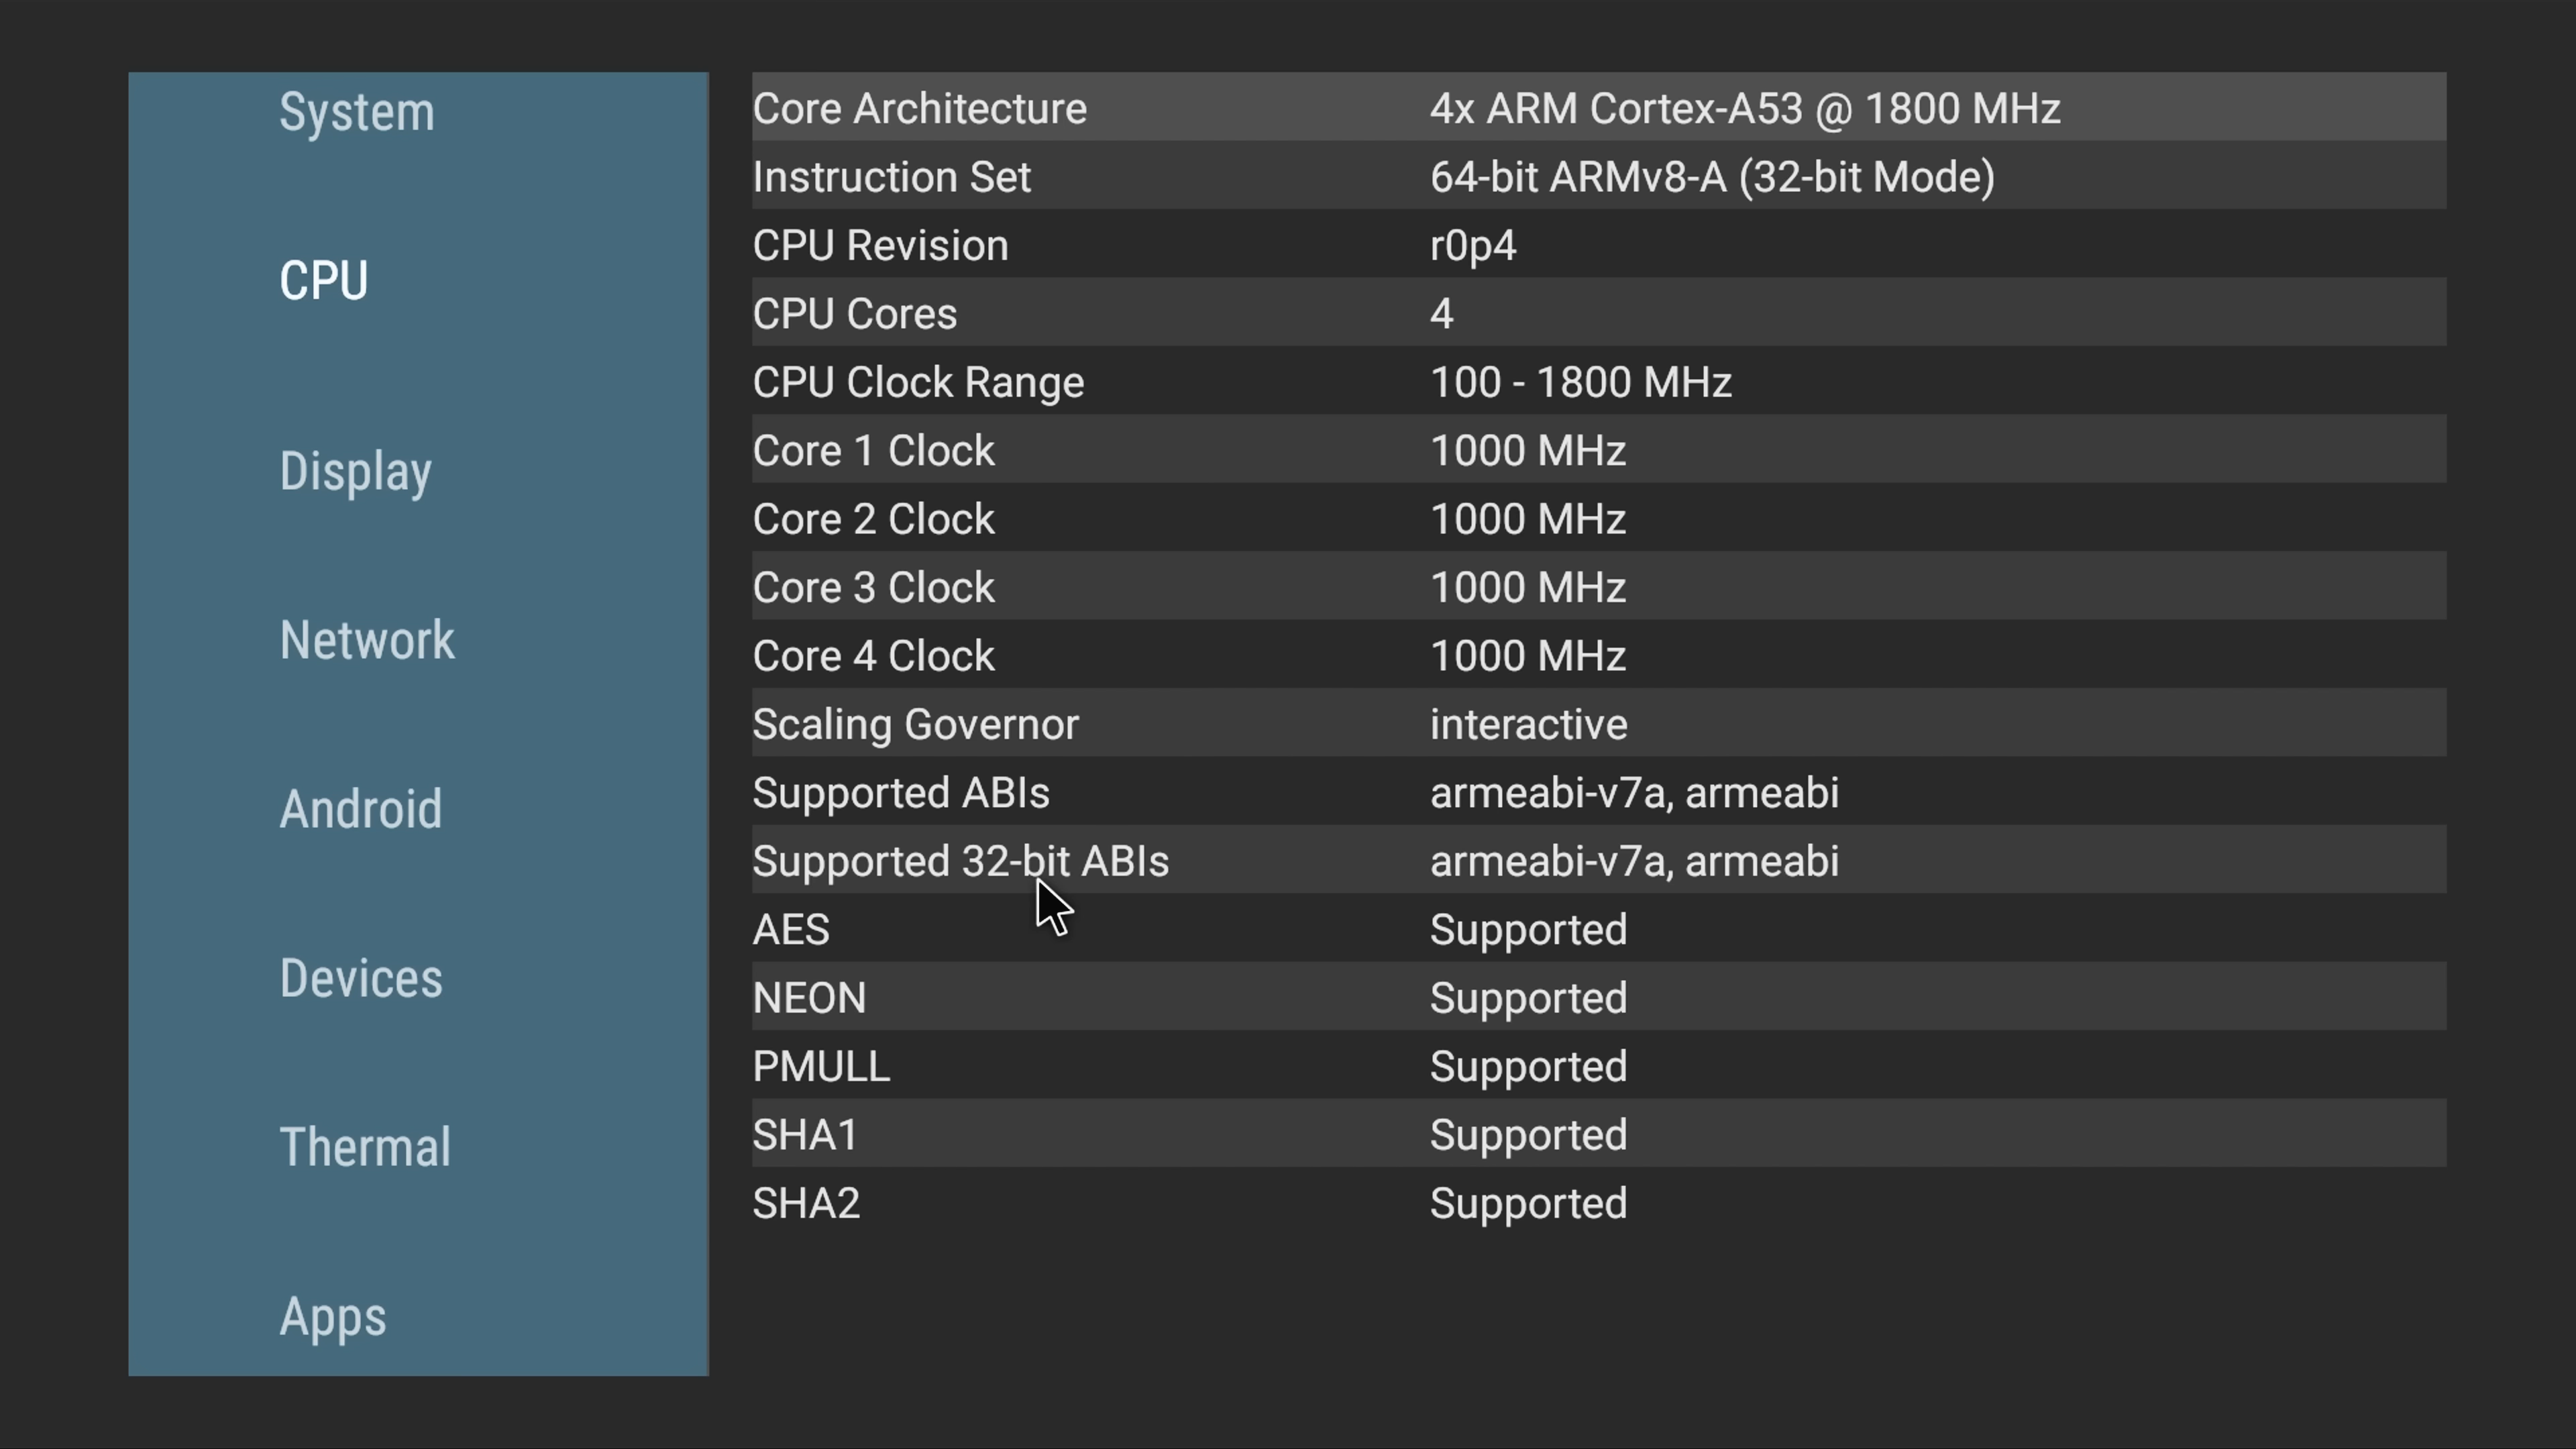 System
CPU
Display
Network
Android
Devices
Thermal
Apps
Core Architecture 4x ARM Cortex-A53 @ 1800 MHz
Instruction Set 64-bit ARMv8-A (32-bit Mode)
CPU Revision r0p4
CPU Cores 4
CPU Clock Range 100 - 1800 MHz
Core 1 Clock 1000 MHz
Core 2 Clock 1000 MHz
Core 3 Clock 1000 MHz
Core 4 Clock 1000 MHz
Scaling Governor interactive
Supported ABIs armeabi-v7a, armeabi
Supported 32-bit ABIs armeabi-v7a, armeabi
AES Supported
NEON Supported
PMULL Supported
SHA1 Supported
SHA2 Supported